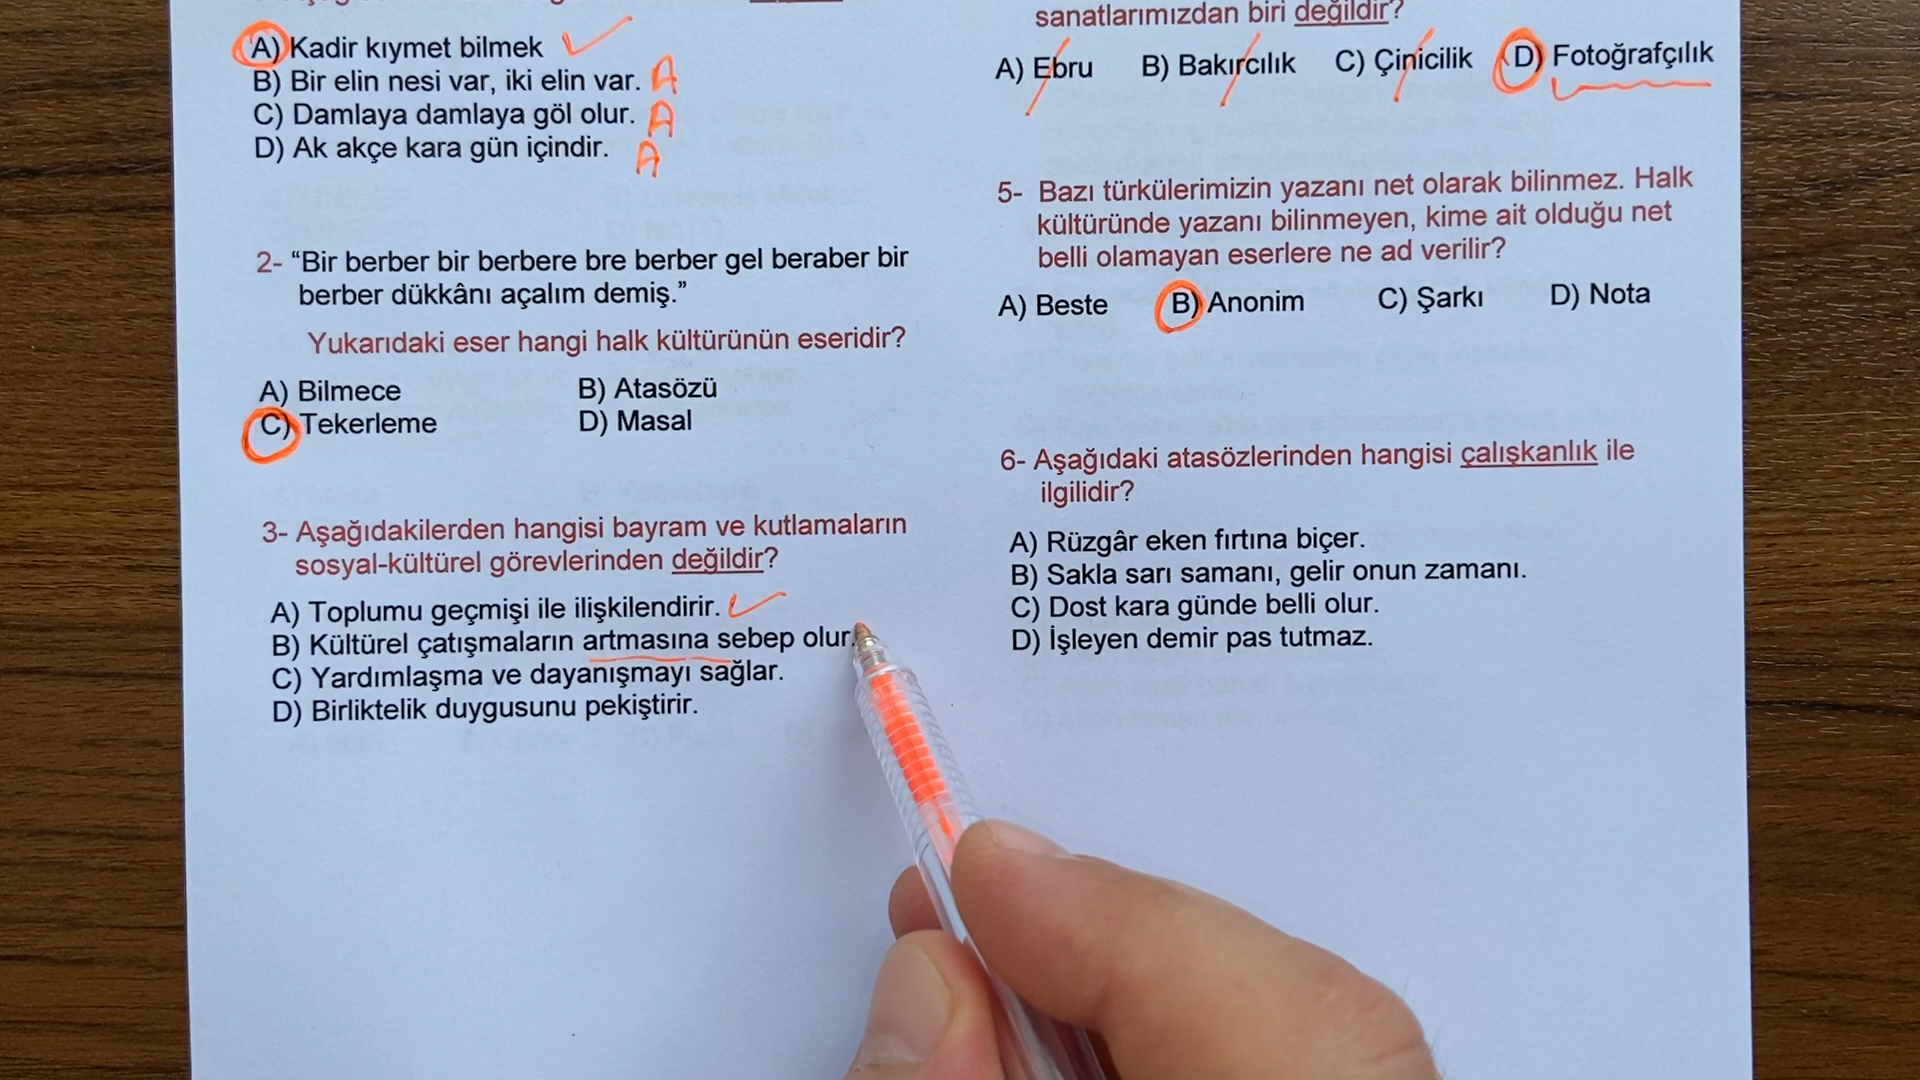 A) Kadir kıymet bilmek
B) Bir elin nesi var, iki elin var. A
C) Damlaya damlaya göl olur. A
D) Ak akçe kara gün içindir. A
2- “Bir berber bir berbere bre berber gel beraber bir
berber dükkânı açalım demiş.”
Yukarıdaki eser hangi halk kültürünün eseridir?
A) Bilmece B) Atasözü
C) Tekerleme D) Masal
3- Aşağıdakilerden hangisi bayram ve kutlamaların
sosyal-kültürel görevlerinden değildir?
A) Toplumu geçmişi ile ilişkilendirir.
B) Kültürel çatışmaların artmasına sebep olur.
C) Yardımlaşma ve dayanışmayı sağlar.
D) Birliktelik duygusunu pekiştirir.
sanatlarımızdan biri değildir?
A) Ebru B) Bakırcılık C) Çinicilik D) Fotoğrafçılık
5- Bazı türkülerimizin yazanı net olarak bilinmez. Halk
kültüründe yazanı bilinmeyen, kime ait olduğu net
belli olamayan eserlere ne ad verilir?
A) Beste B) Anonim C) Şarkı D) Nota
6- Aşağıdaki atasözlerinden hangisi çalışkanlık ile
ilgilidir?
A) Rüzgâr eken fırtına biçer.
B) Sakla sarı samanı, gelir onun zamanı.
C) Dost kara günde belli olur.
D) İşleyen demir pas tutmaz.